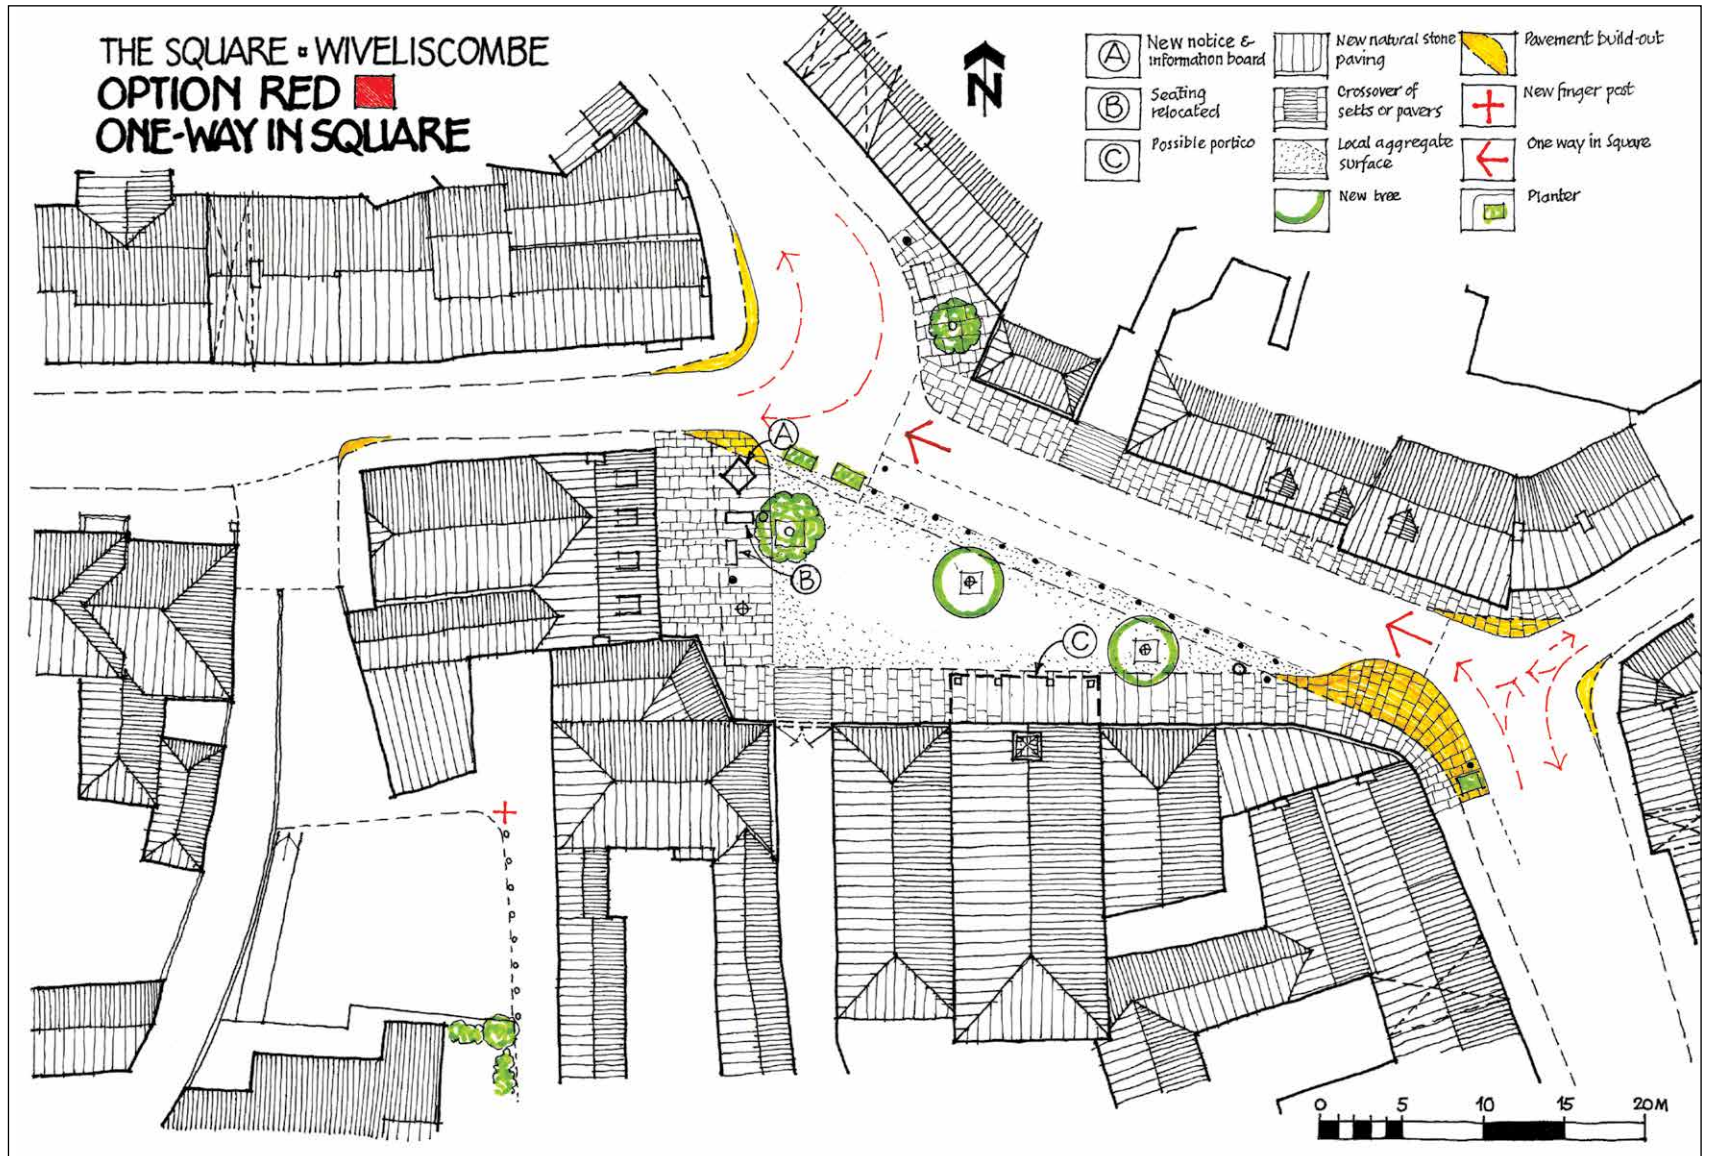 THE SQUARE ▫ WIVELISCOMBE
OPTION RED
ONE-WAY IN SQUARE
N
A
New notice &
information board
B
Seating
relocated
C
Possible portico
New natural stone
paving
Crossover of
setts or pavers
Local aggregate
surface
New tree
Pavement build-out
New finger post
One way in Square
Planter
A
B
C
0 5 10 15 20M